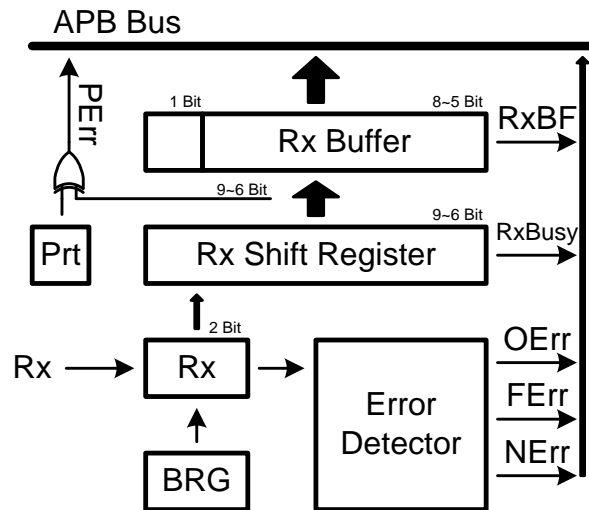 APB Bus
PErr
1 Bit
8~5 Bit
Rx Buffer
RxBF
9~6 Bit
9~6 Bit
Prt
Rx Shift Register
RxBusy
2 Bit
Rx
Rx
Error
Detector
OErr
FErr
NErr
BRG